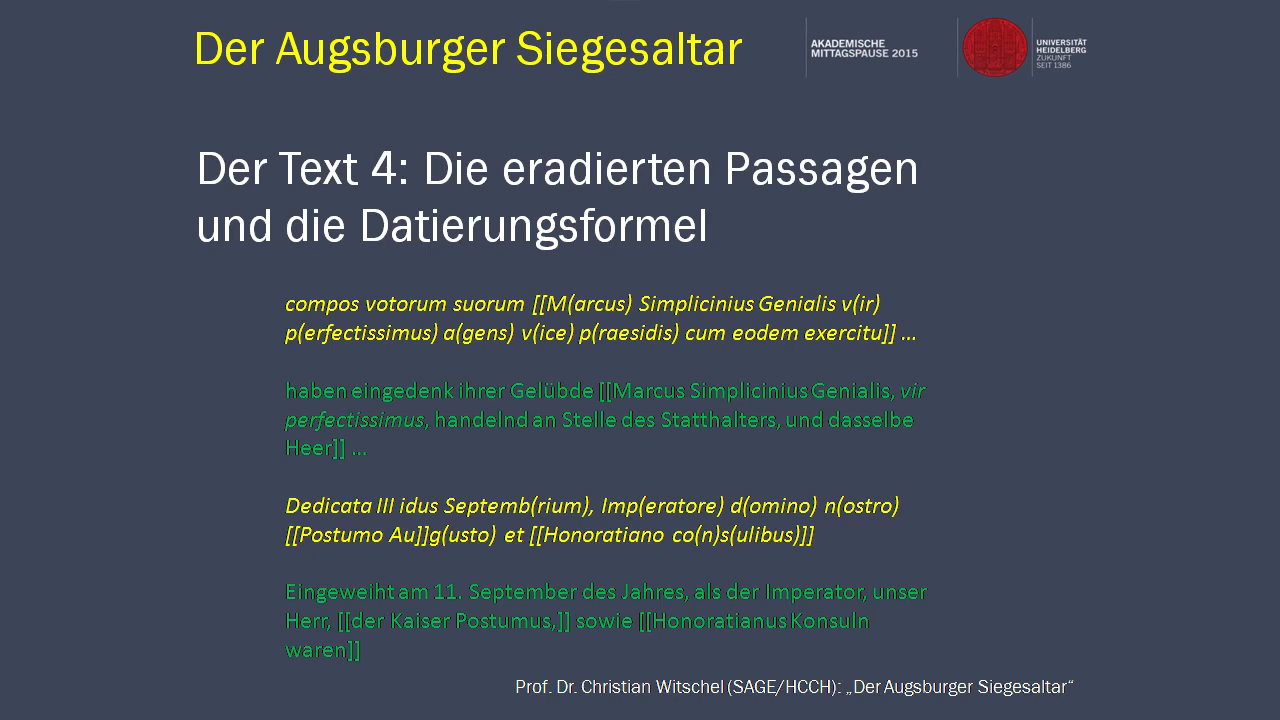 Der Augsburger Siegesaltar
AKADEMISCHE
MITTAGSPAUSE 2015
UNIVERSITÄT
HEIDELBERG
ZUKUNFT
SEIT 1386
Der Text 4: Die eradierten Passagen
und die Datierungsformel
compos votorum suorum [[M(arcus) Simplicinius Genialis v(ir)
p(erfectissimus) a(gens) v(ice) p(raesidis) cum eodem exercitu]] ...
haben eingedenk ihrer Gelübde [[Marcus Simplicinius Genialis, vir
perfectissimus, handelnd an Stelle des Statthalters, und dasselbe
Heer]] ...
Dedicata III idus Septemb(rium), Imp(eratore) d(omino) n(ostro)
[[Postumo Au]]g(usto) et [[Honoratiano co(n)s(ulibus)]]
Eingeweiht am 11. September des Jahres, als der Imperator, unser
Herr, [[der Kaiser Postumus,]] sowie [[Honoratianus Konsuln
waren]]
Prof. Dr. Christian Witschel (SAGE/HCCH): „Der Augsburger Siegesaltar“